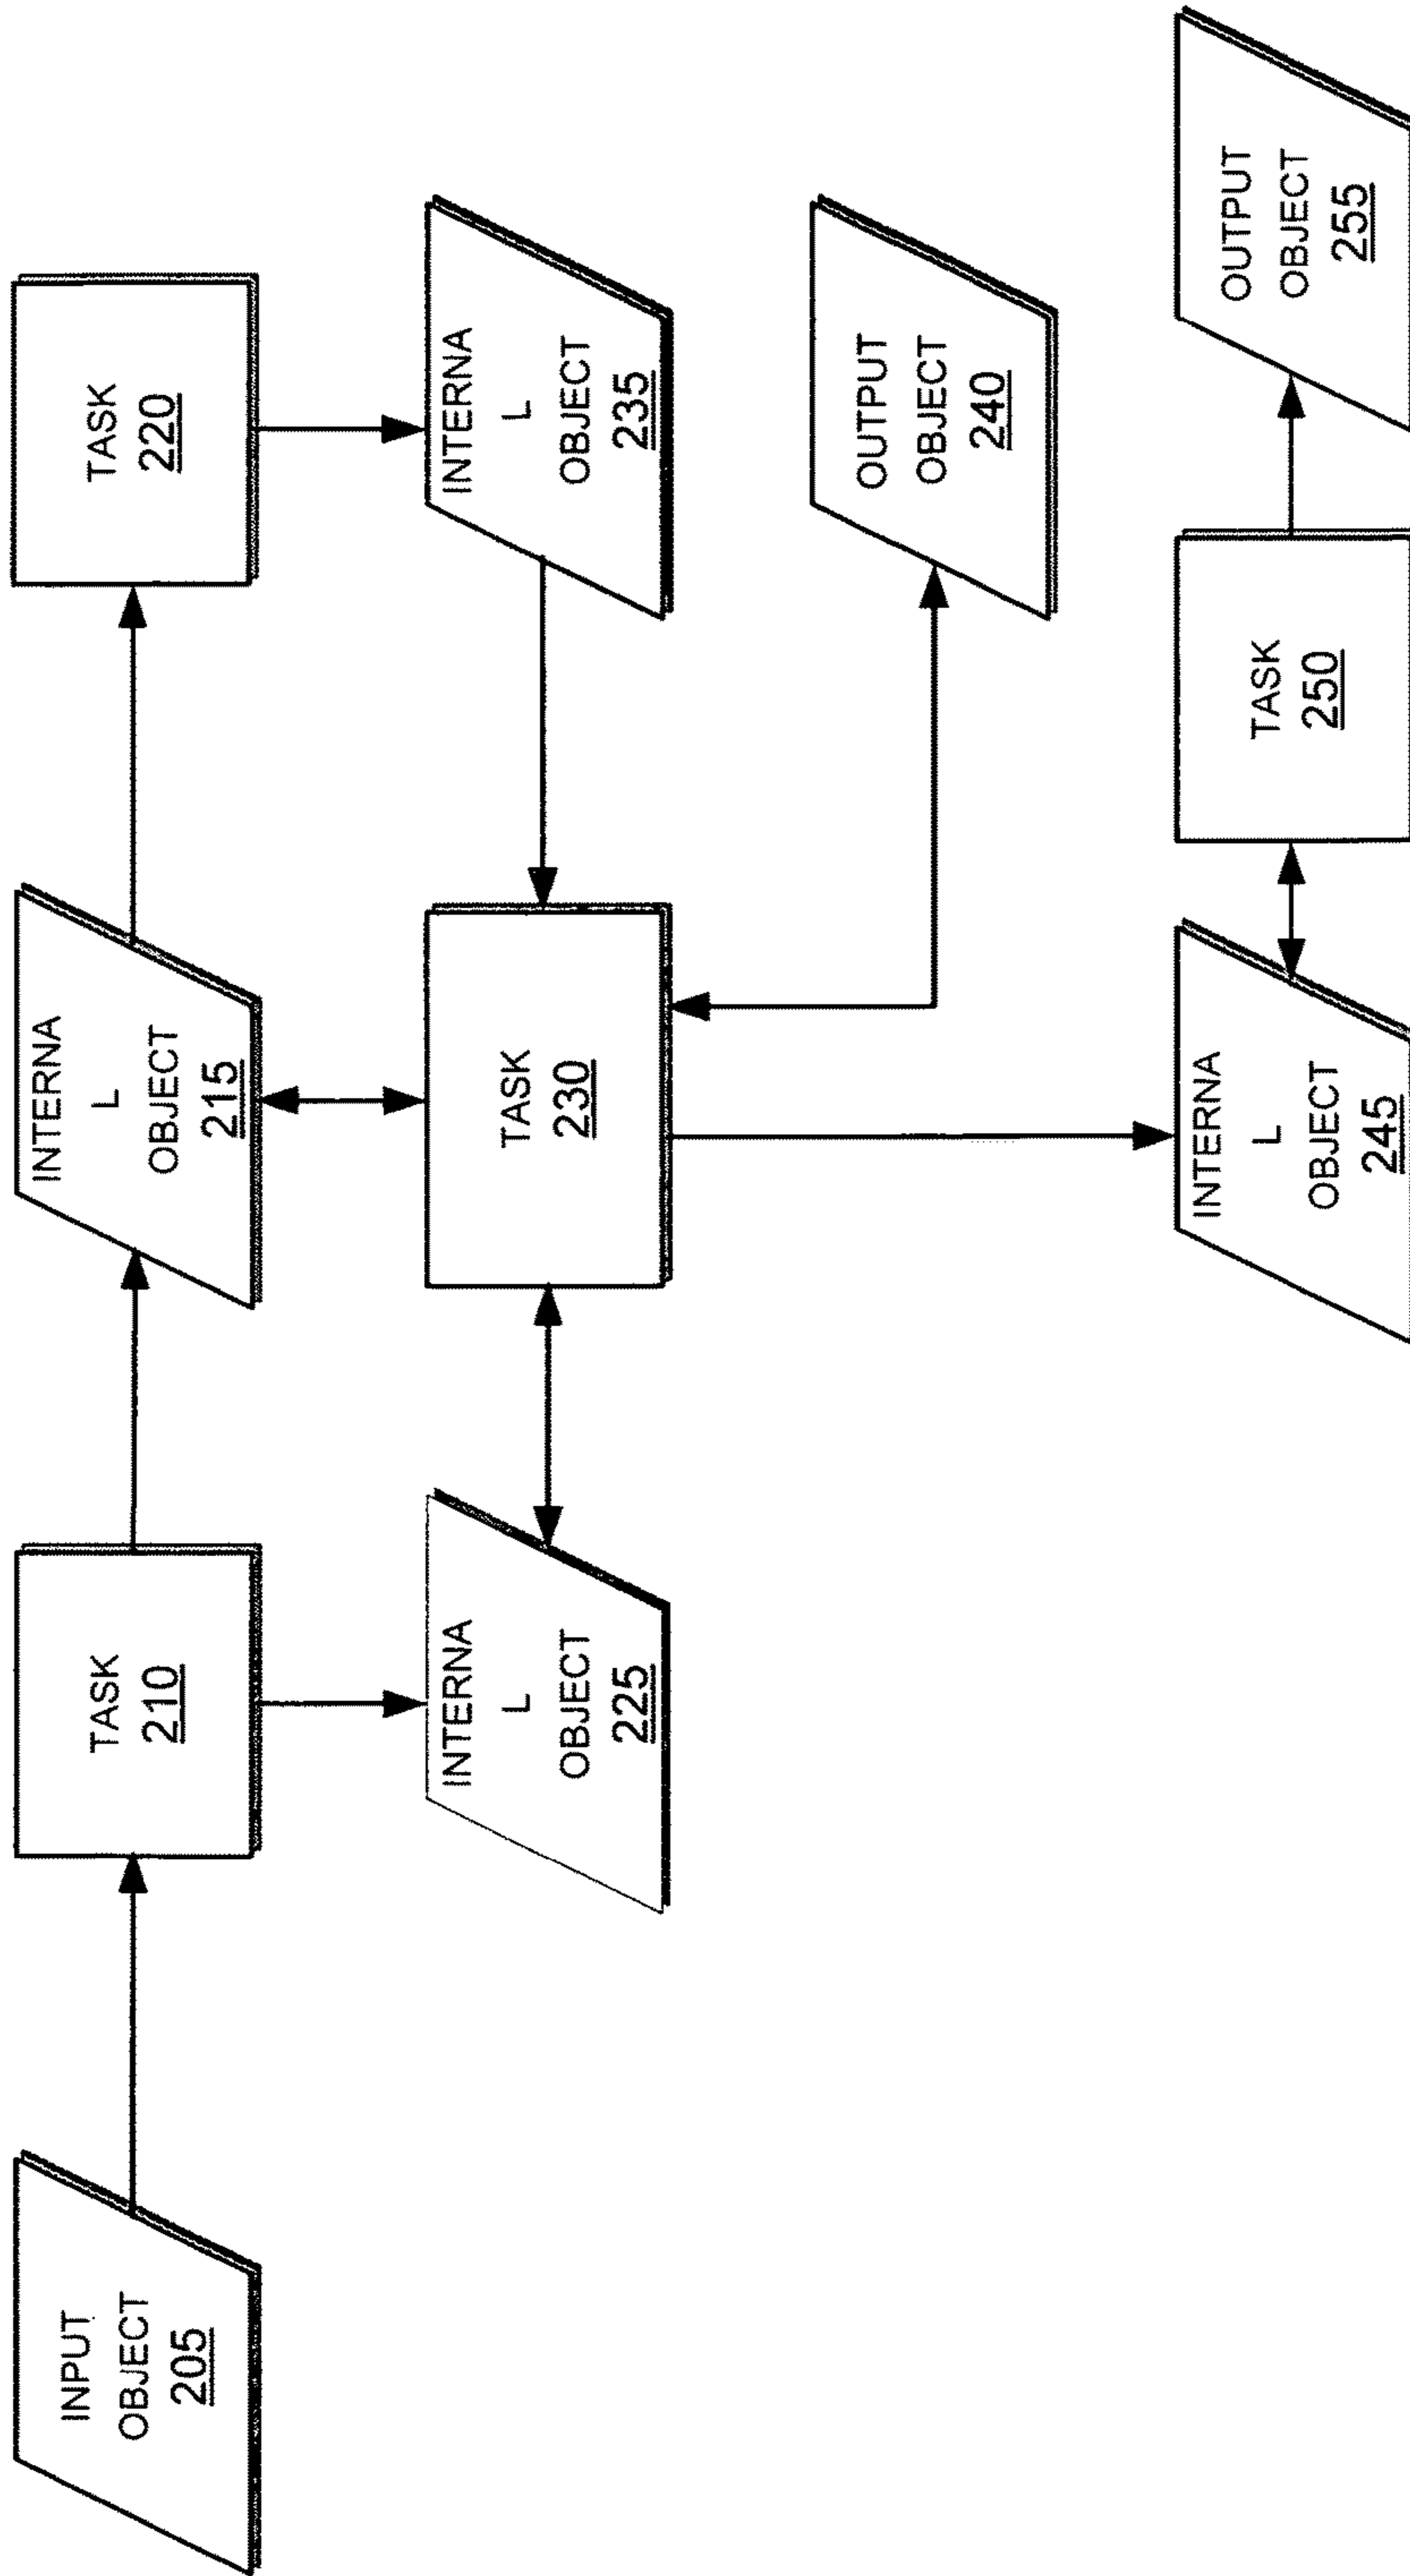 INPUT
OBJECT
205
TASK
210
INTERNA
L
OBJECT
215
TASK
220
INTERNA
L
OBJECT
225
TASK
230
INTERNA
L
OBJECT
235
OUTPUT
OBJECT
240
INTERNA
L
OBJECT
245
TASK
250
OUTPUT
OBJECT
255